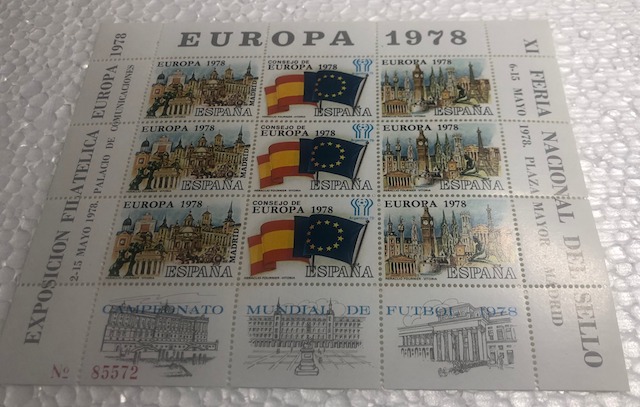 EUROPA 1978
EXPOSICION FILATELICA EUROPA 1978
2-15 MAYO 1978, PALACIO DE COMUNICACIONES
XI FERIA NACIONAL DEL SELLO
6-15 MAYO 1978, PLAZA MAYOR, MADRID
EUROPA 1978
MADRID
ESPAÑA
CONSEJO DE
EUROPA 1978
EUROPA 1978
ESPAÑA
EUROPA 1978
MADRID
ESPAÑA
CONSEJO DE
EUROPA 1978
EUROPA 1978
ESPAÑA
EUROPA 1978
MADRID
ESPAÑA
CONSEJO DE
EUROPA 1978
EUROPA 1978
ESPAÑA
CAMPEONATO MUNDIAL DE FUTBOL 1978
Nº 85572